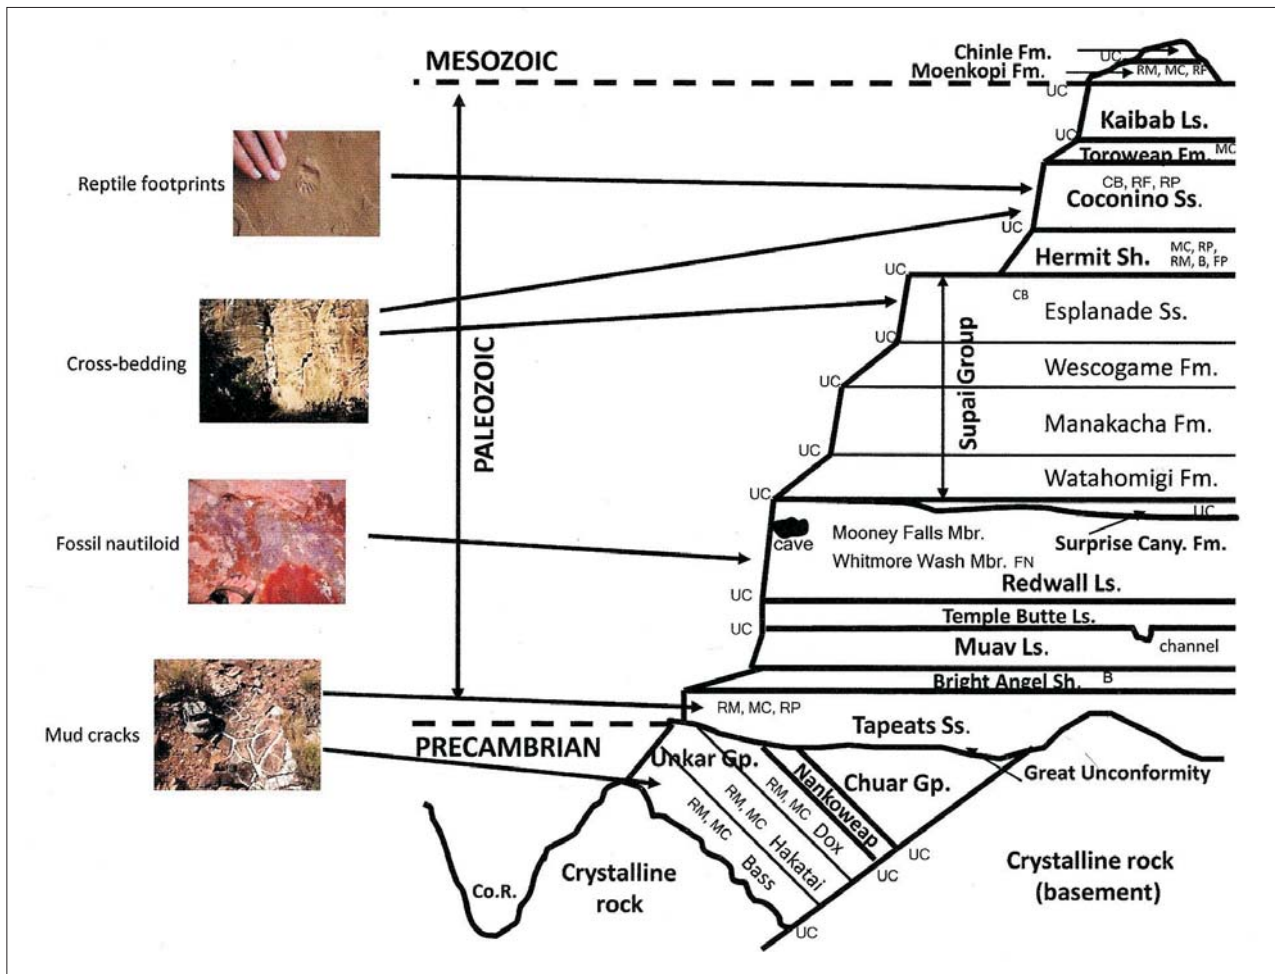 MESOZOIC
Chinle Fm.
UC
Moenkopi Fm.
RM, MC, RP
UC
Kaibab Ls.
UC
Toroweap Fm.
MC
Reptile footprints
CB, RF, RP
Coconino Ss.
UC
Hermit Sh.
MC, RP,
RM, B, FP
UC
CB
Esplanade Ss.
UC
Cross-bedding
Wescogame Fm.
UC
PALEOZOIC
Supai Group
Manakacha Fm.
UC
Watahomigi Fm.
UC
UC
Surprise Cany. Fm.
cave
Mooney Falls Mbr.
Whitmore Wash Mbr. FN
Fossil nautiloid
Redwall Ls.
UC
Temple Butte Ls.
UC
Muav Ls.
channel
Bright Angel Sh.
B
RM, MC, RP
Tapeats Ss.
Mud cracks
PRECAMBRIAN
Unkar Gp.
Nankoweap
Chuar Gp.
Great Unconformity
RM, MC Dox
RM, MC Hakatai
RM, MC Bass
UC
UC
UC
Co.R.
Crystalline
rock
Crystalline rock
(basement)